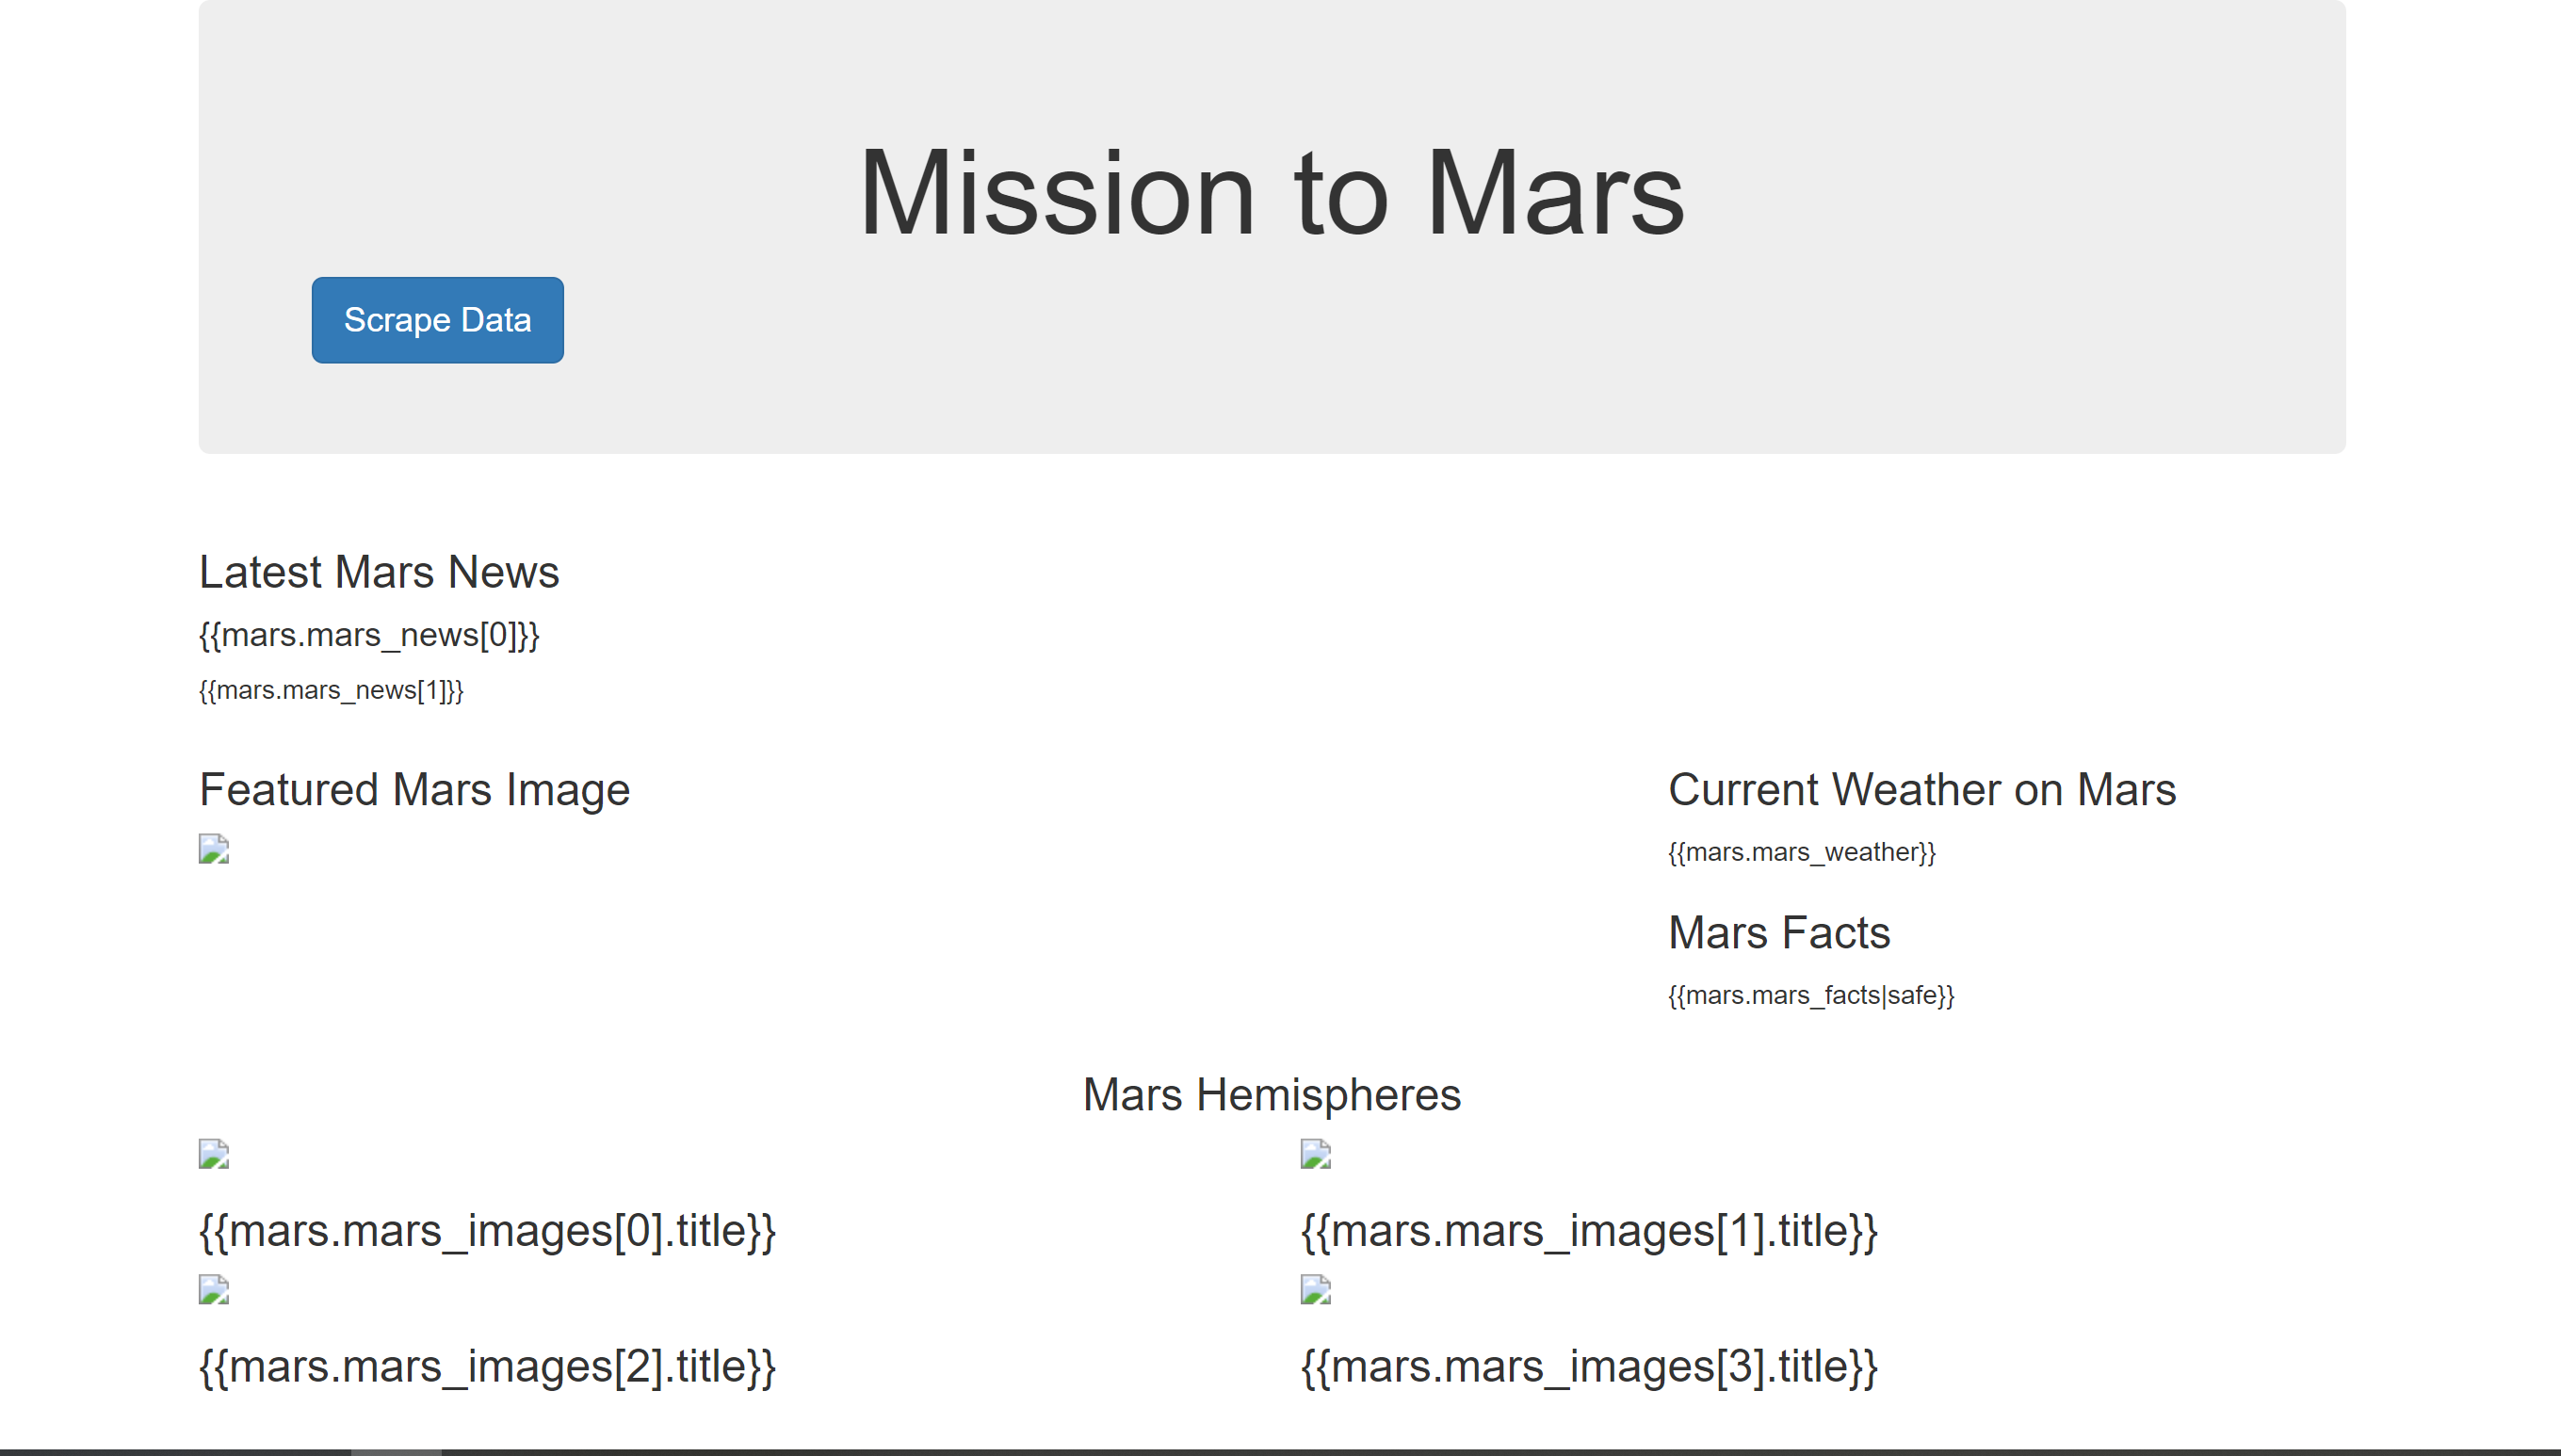 Mission to Mars
Scrape Data
Latest Mars News
{{mars.mars_news[0]}}
{{mars.mars_news[1]}}
Featured Mars Image
Current Weather on Mars
{{mars.mars_weather}}
Mars Facts
{{mars.mars_facts|safe}}
Mars Hemispheres
{{mars.mars_images[0].title}}
{{mars.mars_images[1].title}}
{{mars.mars_images[2].title}}
{{mars.mars_images[3].title}}